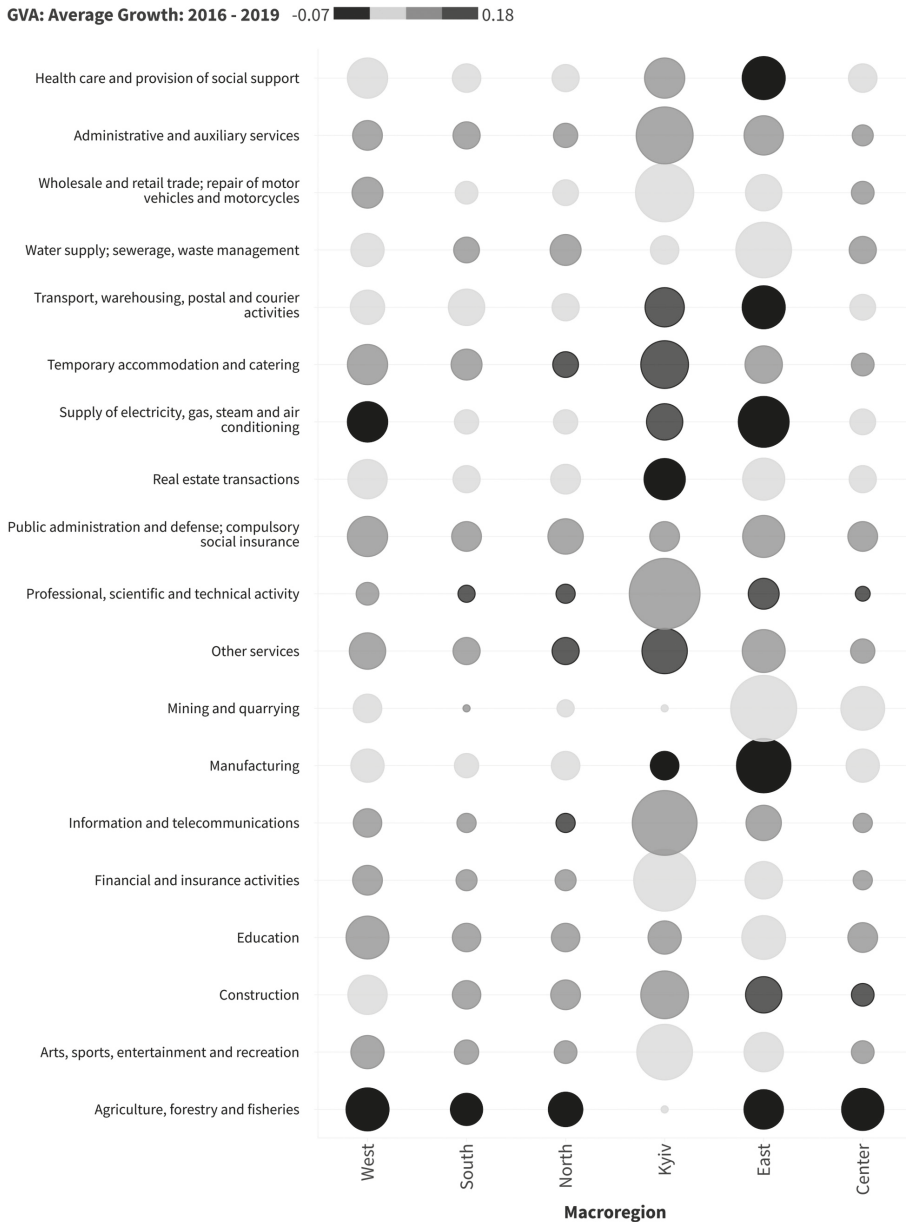 GVA: Average Growth: 2016 - 2019 -0.07 0.18
Health care and provision of social support
Administrative and auxiliary services
Wholesale and retail trade; repair of motor
vehicles and motorcycles
Water supply; sewerage, waste management
Transport, warehousing, postal and courier
activities
Temporary accommodation and catering
Supply of electricity, gas, steam and air
conditioning
Real estate transactions
Public administration and defense; compulsory
social insurance
Professional, scientific and technical activity
Other services
Mining and quarrying
Manufacturing
Information and telecommunications
Financial and insurance activities
Education
Construction
Arts, sports, entertainment and recreation
Agriculture, forestry and fisheries
West
South
North
Kyiv
East
Center
Macroregion